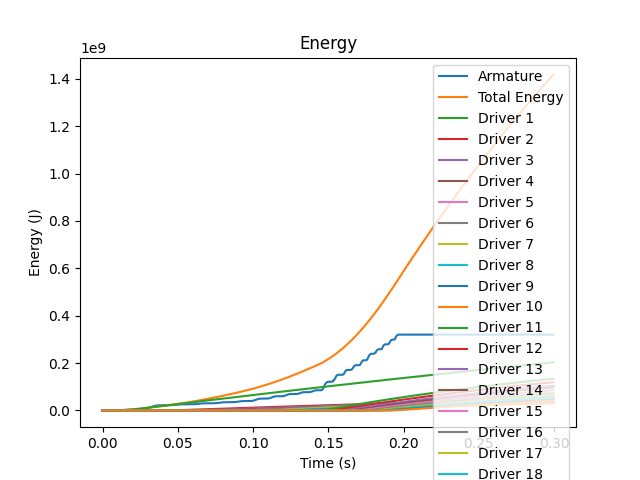 Energy
1e9
1.4
1.2
1.0
0.8
0.6
0.4
0.2
0.0
Energy (J)
0.00 0.05 0.10 0.15 0.20 0.25 0.30
Time (s)
Armature
Total Energy
Driver 1
Driver 2
Driver 3
Driver 4
Driver 5
Driver 6
Driver 7
Driver 8
Driver 9
Driver 10
Driver 11
Driver 12
Driver 13
Driver 14
Driver 15
Driver 16
Driver 17
Driver 18